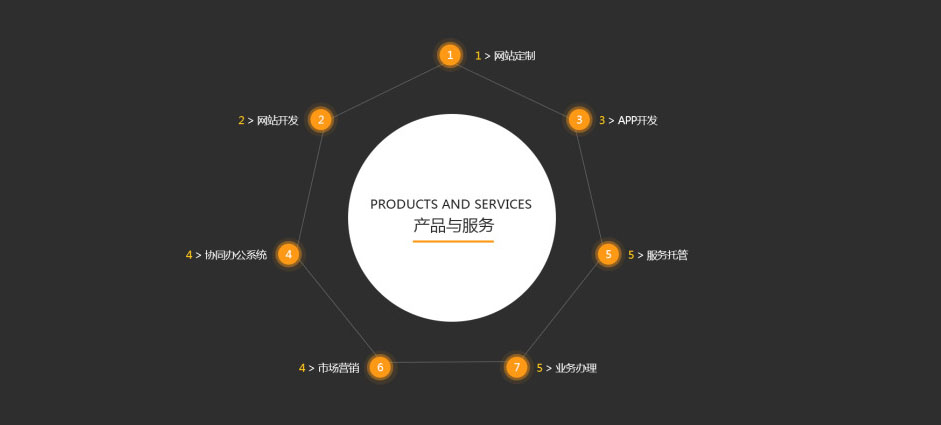 1
1 > 网站定制
2 > 网站开发
2
3
3 > APP开发
PRODUCTS AND SERVICES
产品与服务
4 > 协同办公系统
4
5
5 > 服务托管
4 > 市场营销
6
7
5 > 业务办理